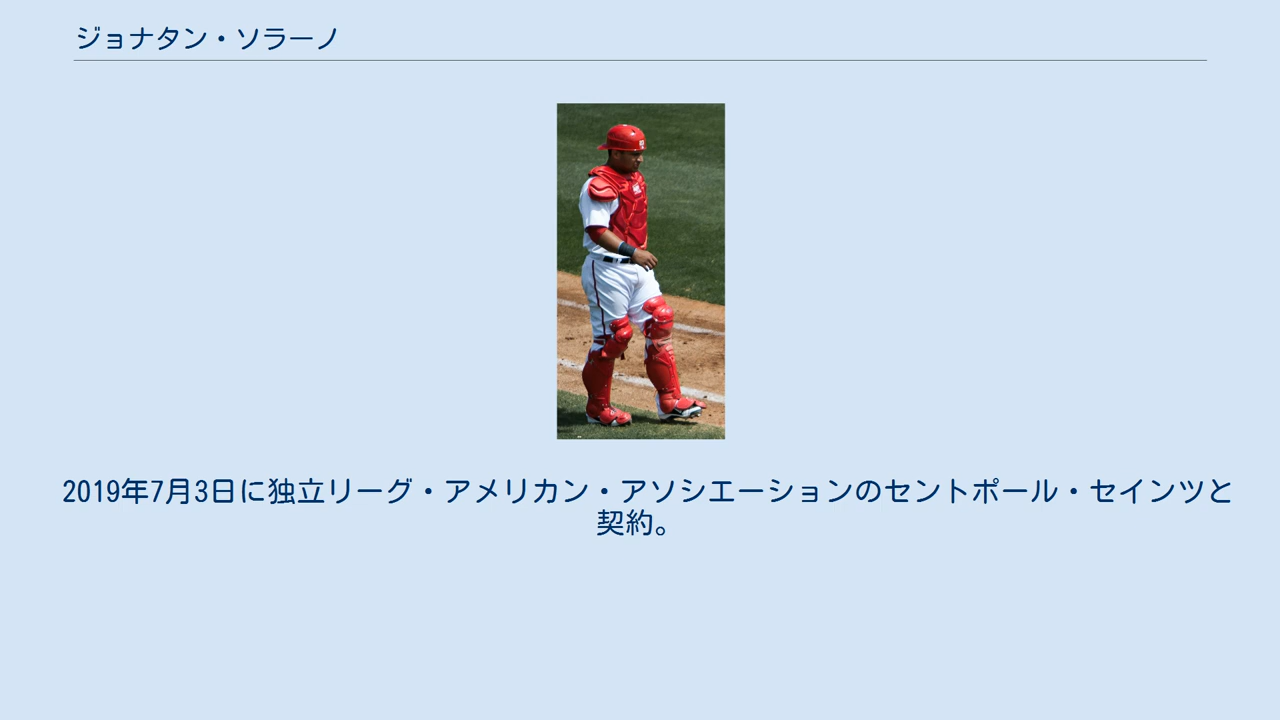 ジョナタン・ソラーノ
2019年7月3日に独立リーグ・アメリカン・アソシエーションのセントポール・セインツと
契約。